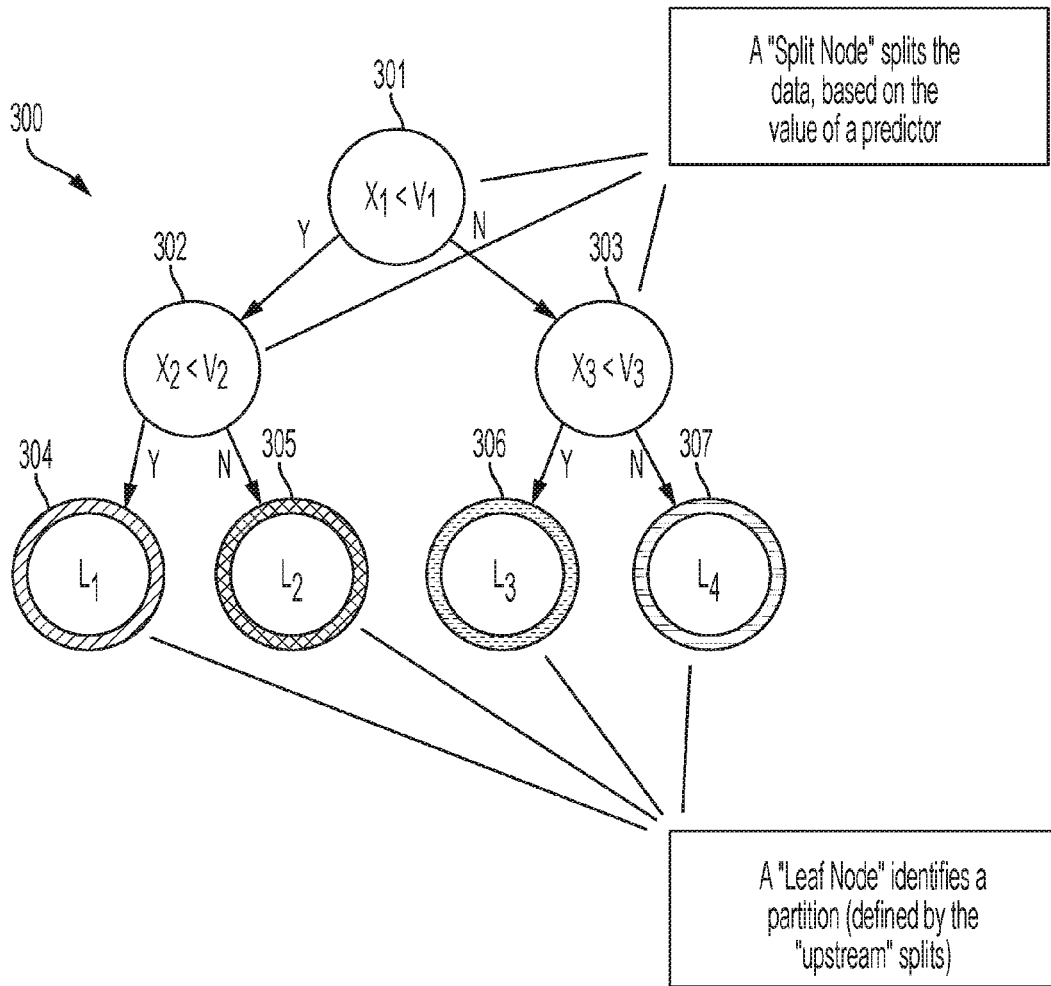 A "Split Node" splits the
data, based on the
value of a predictor
301
300
X1 < V1
Y N
302 303
X2 < V2 X3 < V3
304 305 306 307
Y N Y N
L1 L2 L3 L4
A "Leaf Node" identifies a
partition (defined by the
"upstream" splits)